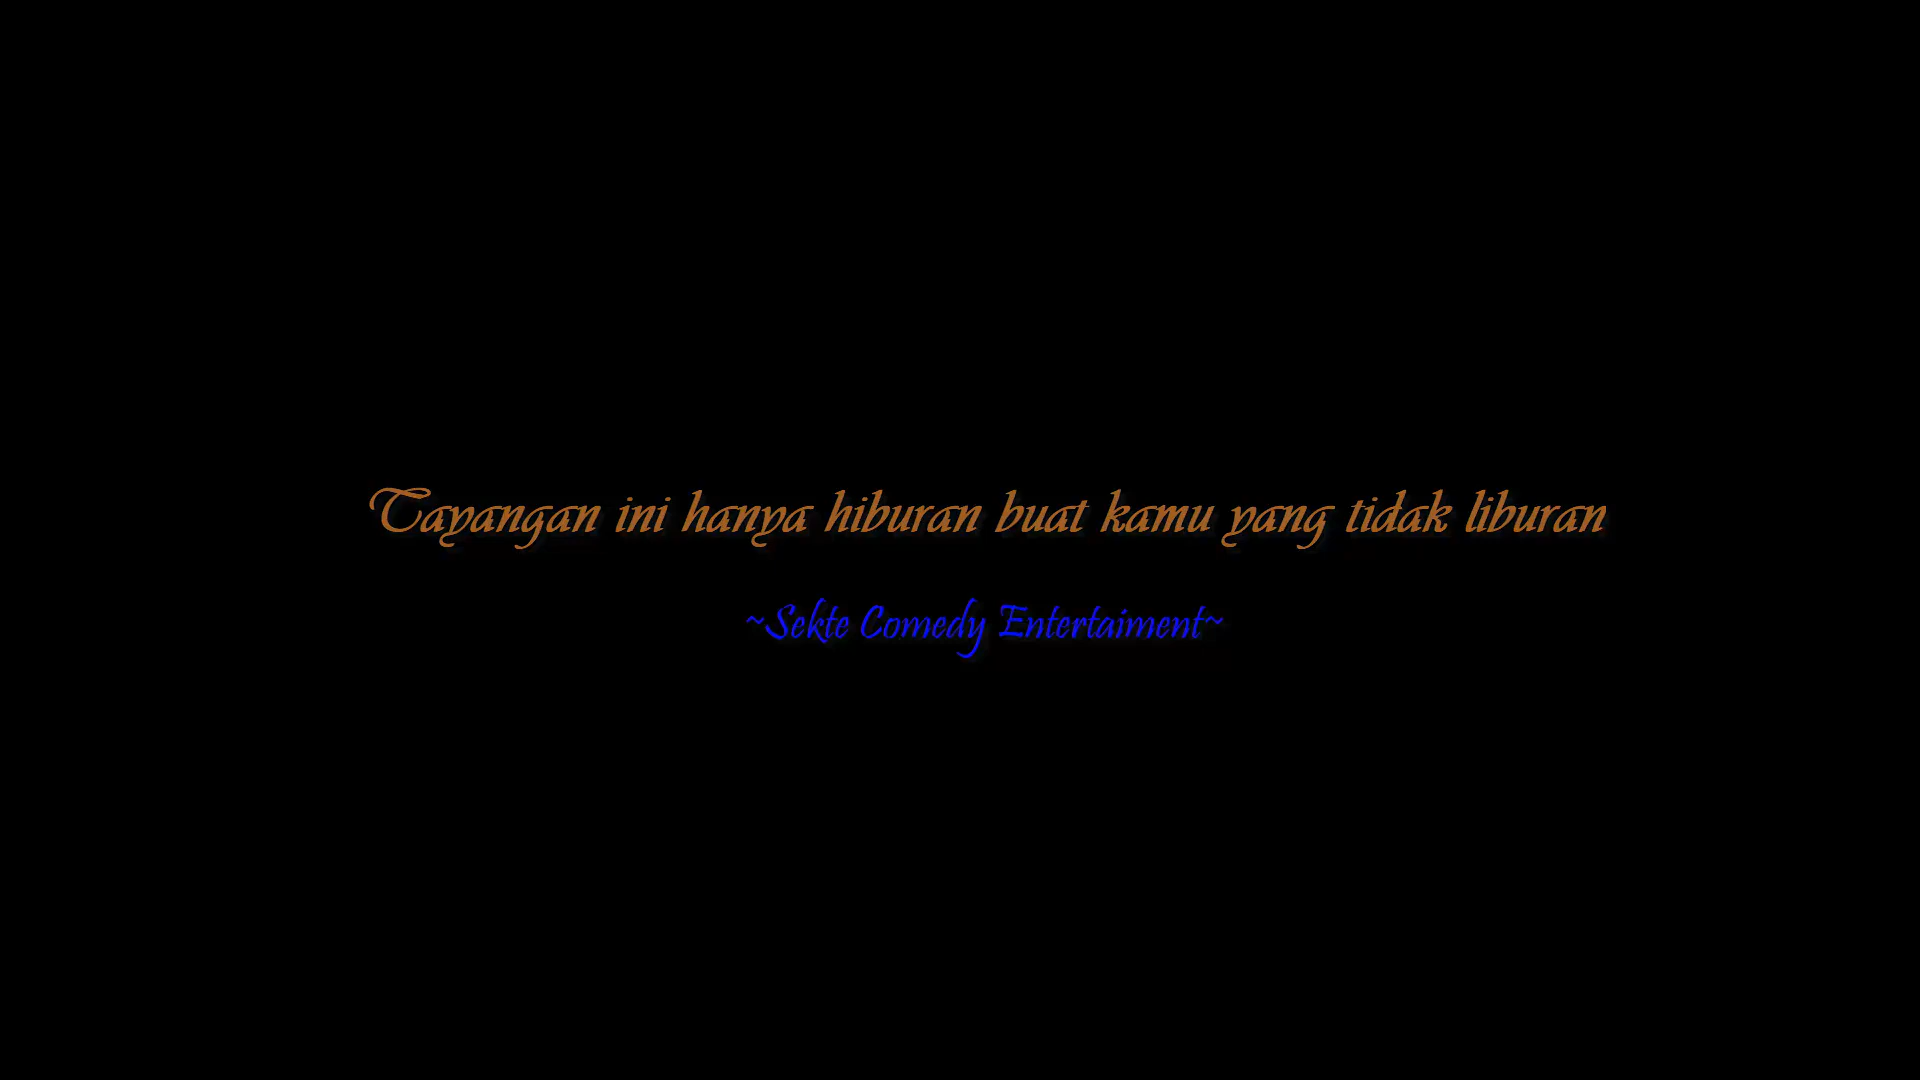 Tayangan ini hanya hiburan buat kamu yang tidak liburan
~Sekte Comedy Entertaiment~